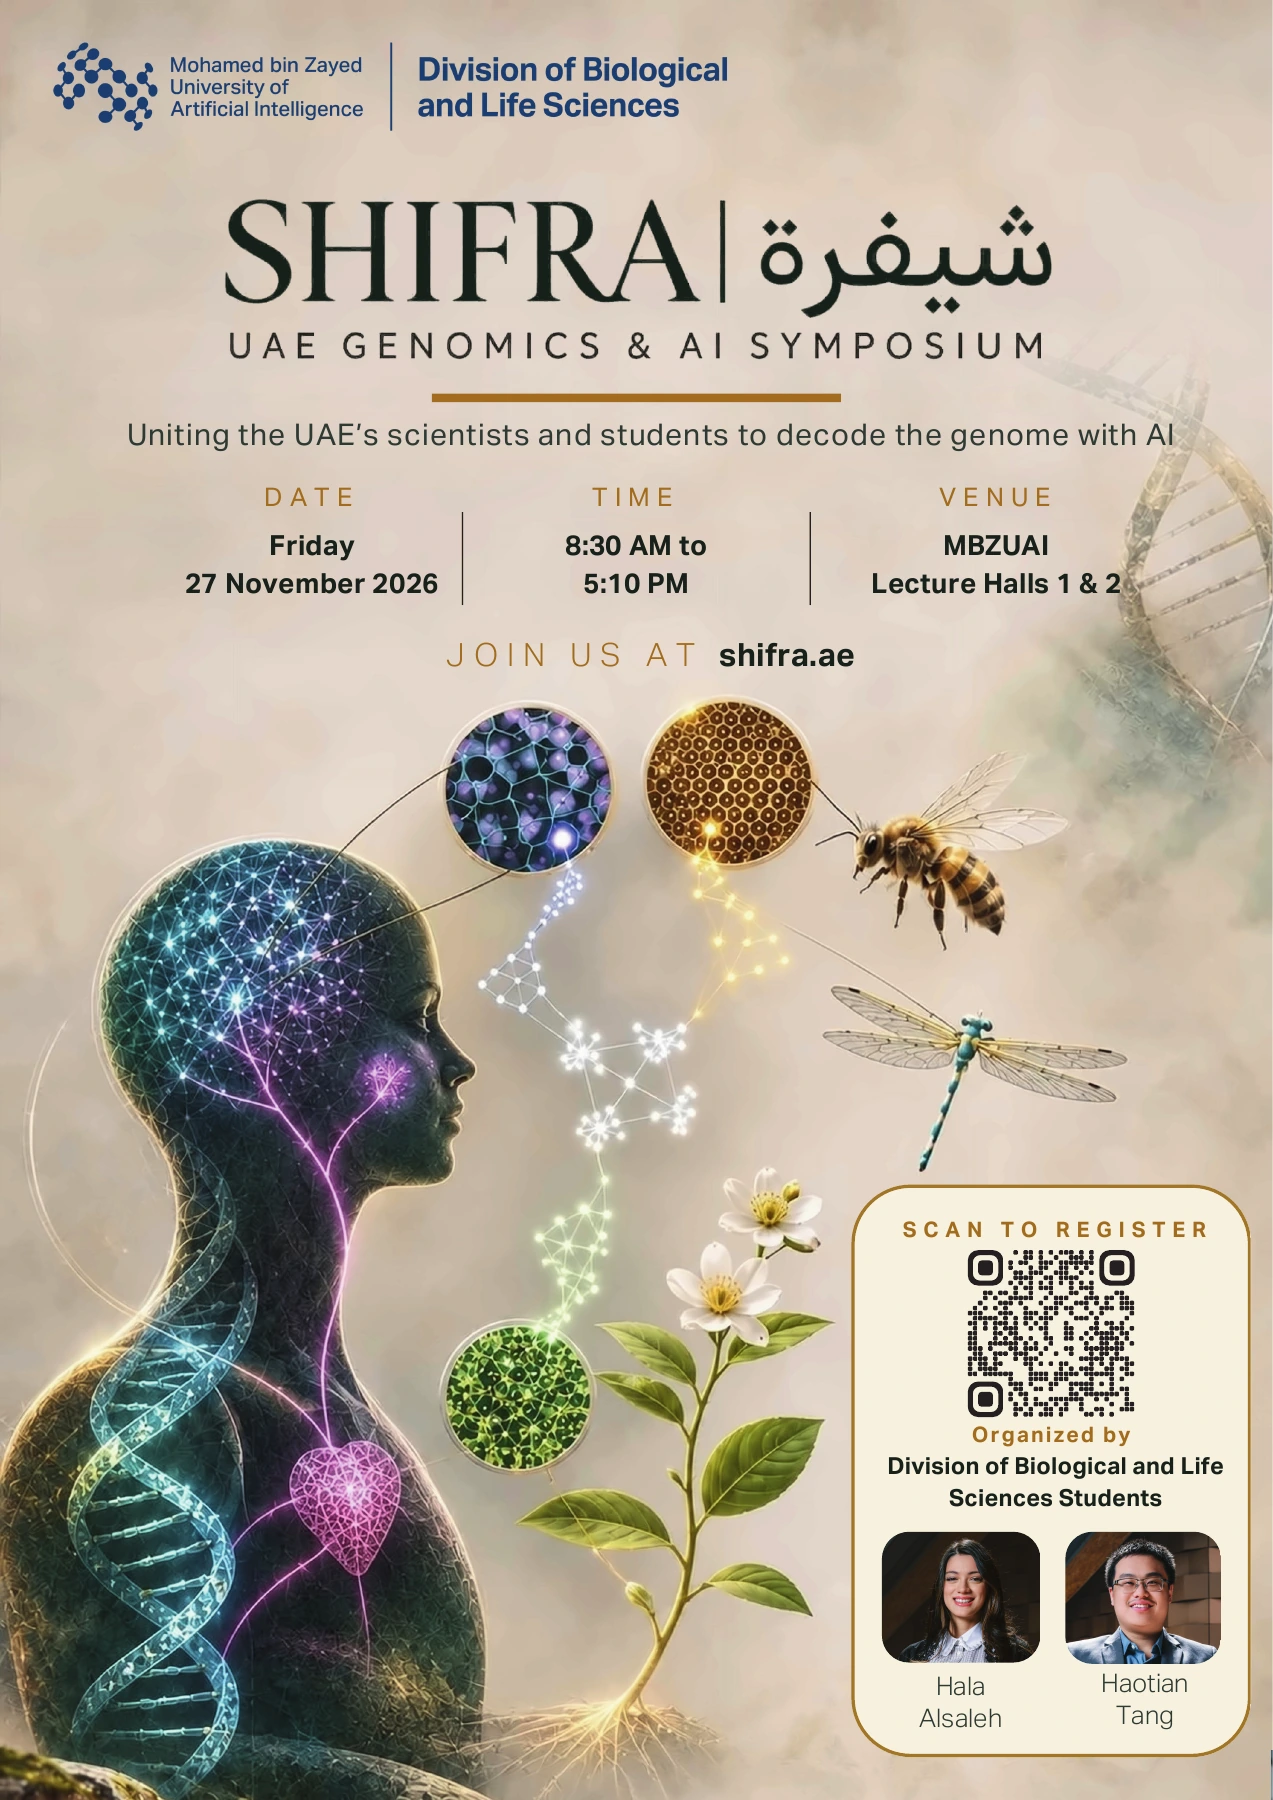 Mohamed bin Zayed
University of
Artificial Intelligence
Division of Biological
and Life Sciences
SHIFRA | شيفرة
UAE GENOMICS & AI SYMPOSIUM
Uniting the UAE's scientists and students to decode the genome with AI
DATE
Friday
27 November 2026
TIME
8:30 AM to
5:10 PM
VENUE
MBZUAI
Lecture Halls 1 & 2
JOIN US AT shifra.ae
SCAN TO REGISTER
Organized by
Division of Biological and Life
Sciences Students
Hala
Alsaleh
Haotian
Tang